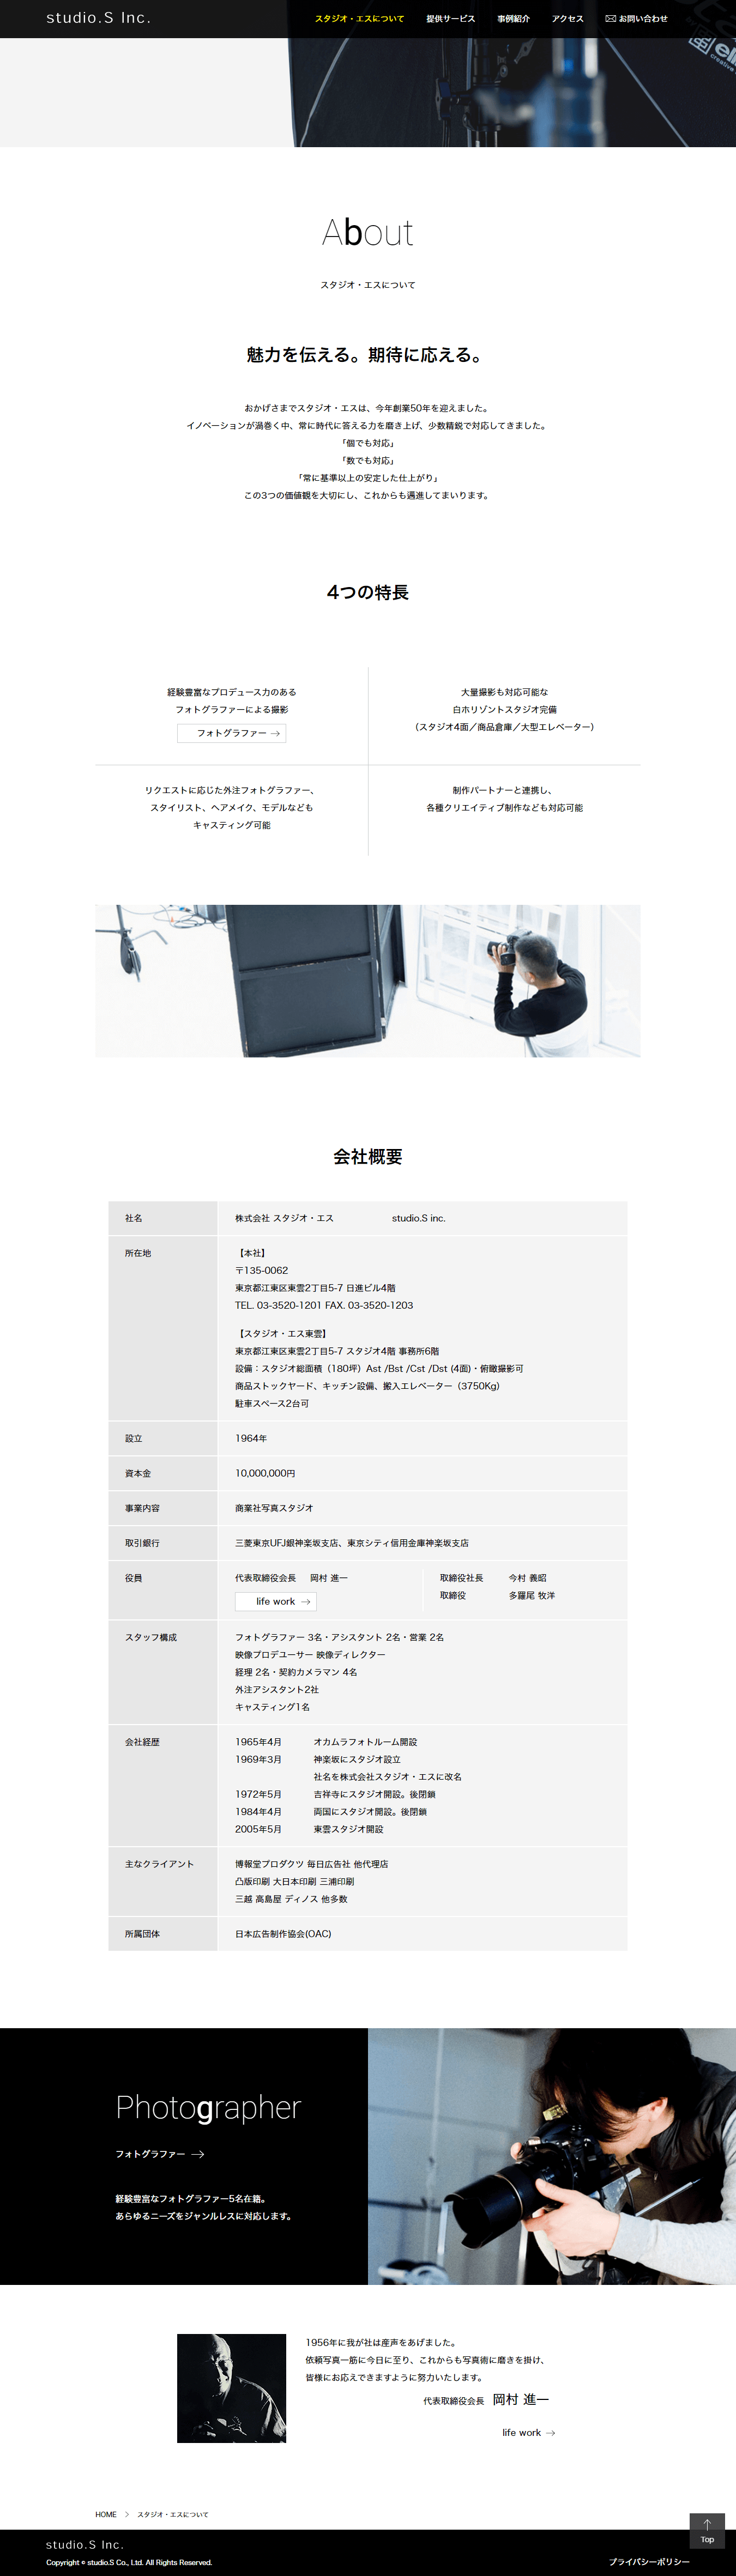 studio.S Inc.
スタジオ・エスについて 提供サービス 事例紹介 アクセス お問い合わせ
About
スタジオ・エスについて
魅力を伝える。期待に応える。
おかげさまでスタジオ・エスは、今年創業50年を迎えました。
イノベーションが渦巻く中、常に時代に答える力を磨き上げ、少数精鋭で対応してきました。
「個でも対応」
「数でも対応」
「常に基準以上の安定した仕上がり」
この3つの価値観を大切にし、これからも邁進してまいります。
4つの特長
経験豊富なプロデュース力のある
フォトグラファーによる撮影
フォトグラファー
大量撮影も対応可能な
白ホリゾントスタジオ完備
（スタジオ4面／商品倉庫／大型エレベーター）
リクエストに応じた外注フォトグラファー、
スタイリスト、ヘアメイク、モデルなども
キャスティング可能
制作パートナーと連携し、
各種クリエイティブ制作なども対応可能
会社概要
社名 株式会社 スタジオ・エス studio.S inc.
所在地 【本社】
〒135-0062
東京都江東区東雲2丁目5-7 日進ビル4階
TEL. 03-3520-1201 FAX. 03-3520-1203
【スタジオ・エス東雲】
東京都江東区東雲2丁目5-7 スタジオ4階 事務所6階
設備：スタジオ総面積（180坪）Ast /Bst /Cst /Dst (4面)・俯瞰撮影可
商品ストックヤード、キッチン設備、搬入エレベーター（3750Kg）
駐車スペース2台可
設立 1964年
資本金 10,000,000円
事業内容 商業社写真スタジオ
取引銀行 三菱東京UFJ銀神楽坂支店、東京シティ信用金庫神楽坂支店
役員 代表取締役会長 岡村 進一
life work
取締役社長 今村 義昭
取締役 多羅尾 牧洋
スタッフ構成 フォトグラファー 3名・アシスタント 2名・営業 2名
映像プロデユーサー 映像ディレクター
経理 2名・契約カメラマン 4名
外注アシスタント2社
キャスティング1名
会社経歴 1965年4月 オカムラフォトルーム開設
1969年3月 神楽坂にスタジオ設立
社名を株式会社スタジオ・エスに改名
1972年5月 吉祥寺にスタジオ開設。後閉鎖
1984年4月 両国にスタジオ開設。後閉鎖
2005年5月 東雲スタジオ開設
主なクライアント 博報堂プロダクツ 毎日広告社 他代理店
凸版印刷 大日本印刷 三浦印刷
三越 高島屋 ディノス 他多数
所属団体 日本広告制作協会(OAC)
Photographer
フォトグラファー
経験豊富なフォトグラファー5名在籍。
あらゆるニーズをジャンルレスに対応します。
1956年に我が社は産声をあげました。
依頼写真一筋に今日に至り、これからも写真術に磨きを掛け、
皆様にお応えできますように努力いたします。
代表取締役会長 岡村 進一
life work
HOME スタジオ・エスについて
Top
studio.S Inc.
Copyright © studio.S Co., Ltd. All Rights Reserved.
プライバシーポリシー